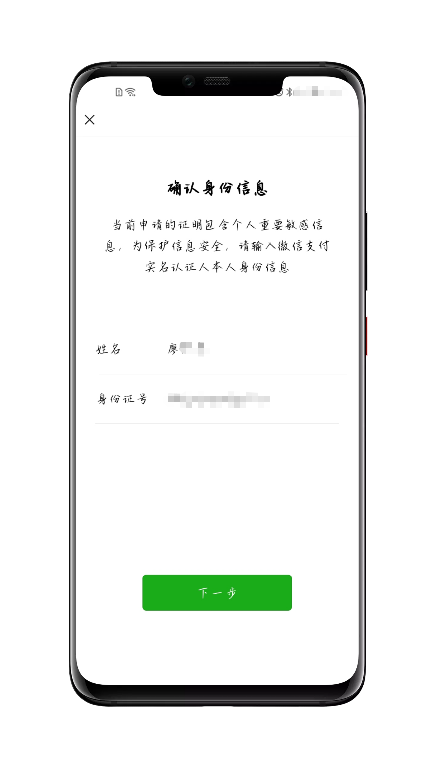 确认身份信息
当前申请的证明包含个人重要敏感信
息，为保护信息安全，请输入微信支付
实名认证人本人身份信息
姓名 廖
身份证号
下一步